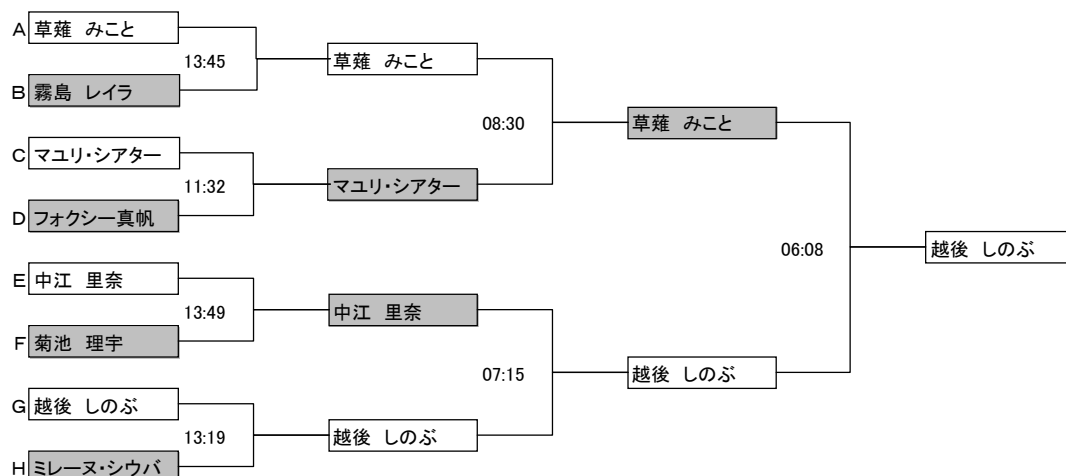 A 草薙 みこと
13:45
B 霧島 レイラ
草薙 みこと
08:30
C マユリ・シアター
11:32
D フォクシー真帆
マユリ・シアター
草薙 みこと
06:08
越後 しのぶ
E 中江 里奈
13:49
F 菊池 理宇
中江 里奈
07:15
G 越後 しのぶ
13:19
H ミレーヌ・シウバ
越後 しのぶ
越後 しのぶ